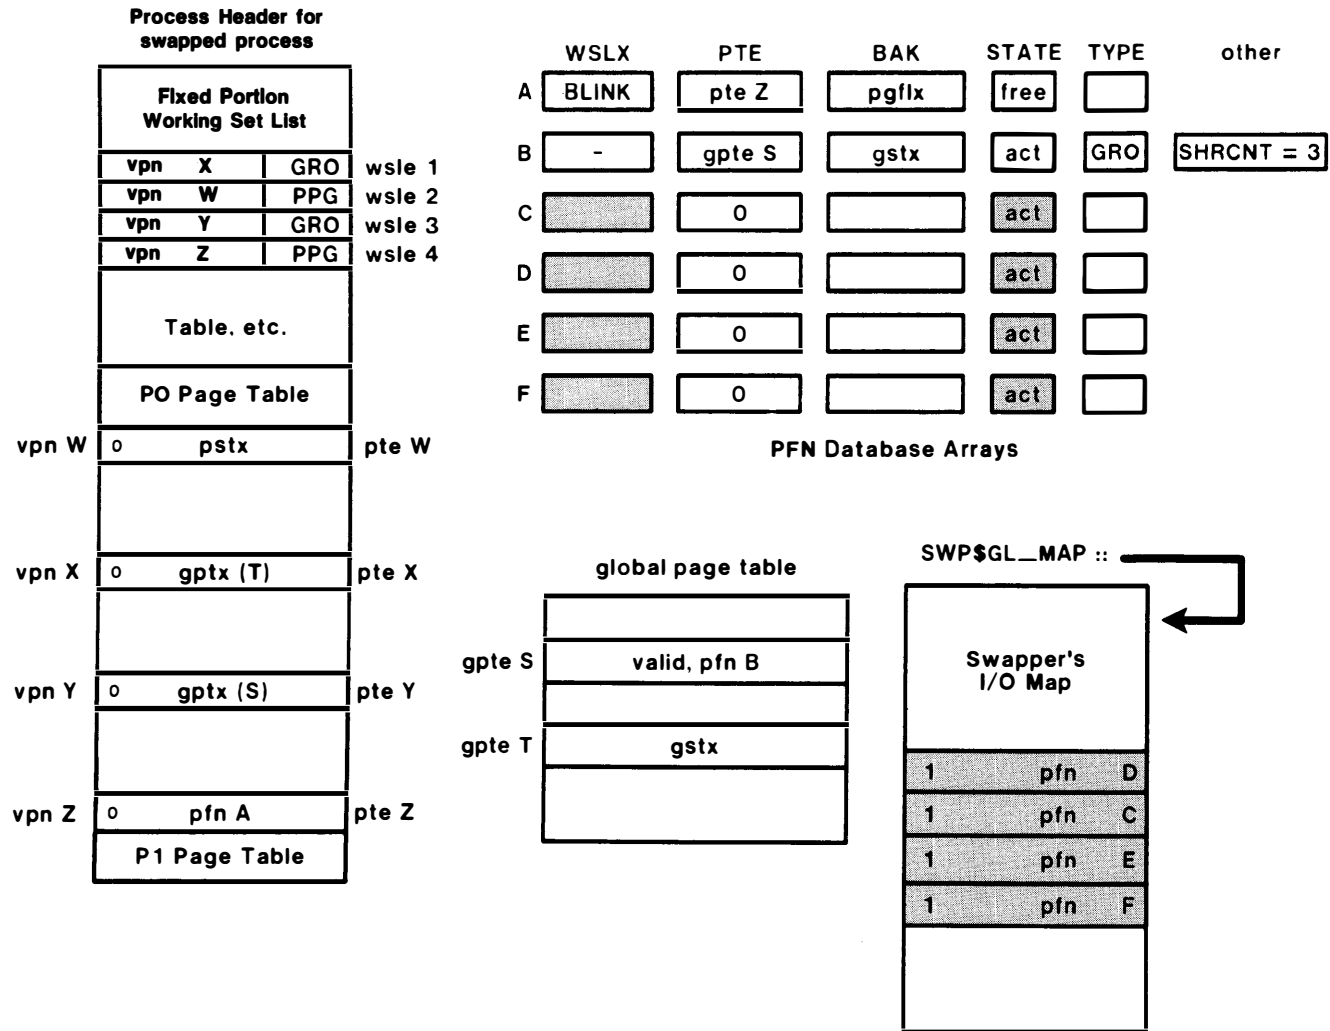 Process Header for
swapped process
Fixed Portion
Working Set List
vpn X GRO wsle 1
vpn W PPG wsle 2
vpn Y GRO wsle 3
vpn Z PPG wsle 4
Table, etc.
P0 Page Table
vpn W 0 pstx pte W
vpn X 0 gptx (T) pte X
vpn Y 0 gptx (S) pte Y
vpn Z 0 pfn A pte Z
P1 Page Table
WSLX PTE BAK STATE TYPE other
A BLINK pte Z pgflx free
B - gpte S gstx act GRO SHRCNT = 3
C 0 act
D 0 act
E 0 act
F 0 act
PFN Database Arrays
global page table
gpte S valid, pfn B
gpte T gstx
SWP$GL_MAP ::
Swapper's
I/O Map
1 pfn D
1 pfn C
1 pfn E
1 pfn F